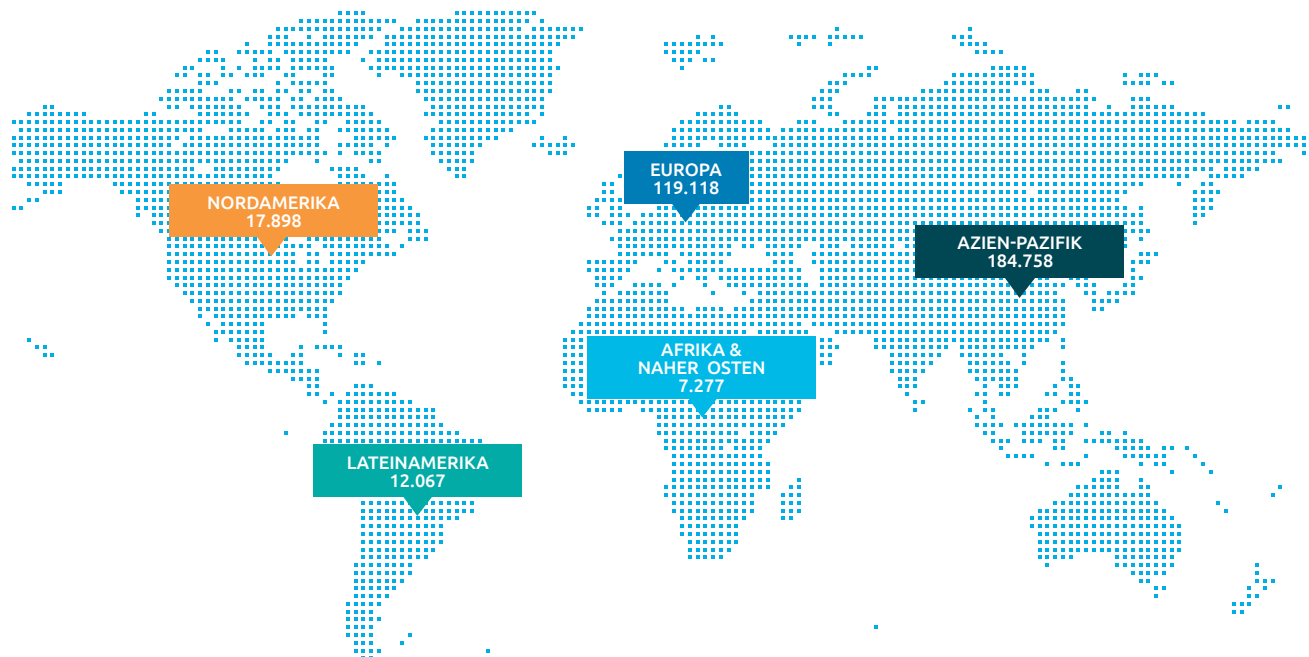 EUROPA
119.118
NORDAMERIKA
17.898
AZIEN-PAZIFIK
184.758
AFRIKA &
NAHER OSTEN
7.277
LATEINAMERIKA
12.067